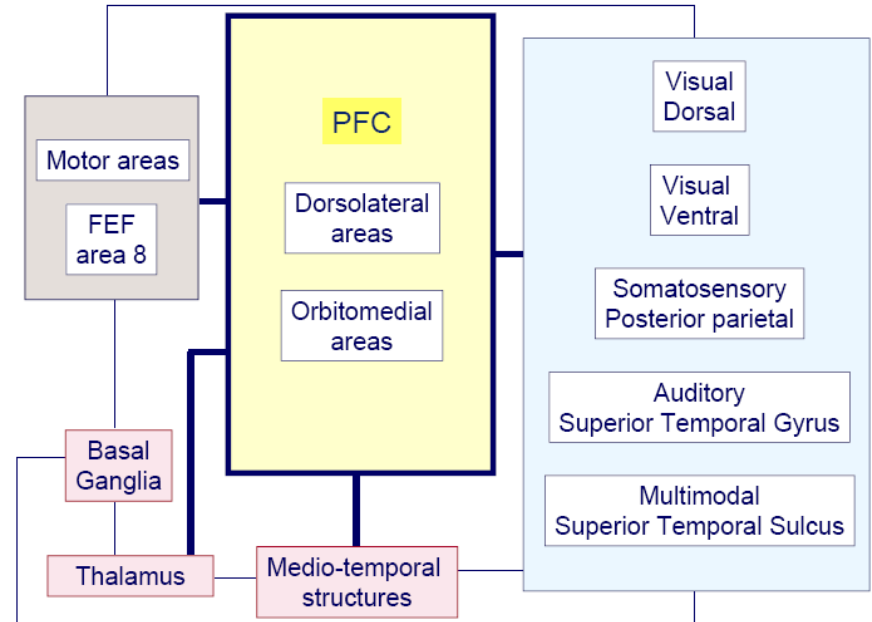 PFC
Dorsolateral
areas
Orbitomedial
areas
Motor areas
FEF
area 8
Basal
Ganglia
Thalamus
Medio-temporal
structures
Visual
Dorsal
Visual
Ventral
Somatosensory
Posterior parietal
Auditory
Superior Temporal Gyrus
Multimodal
Superior Temporal Sulcus